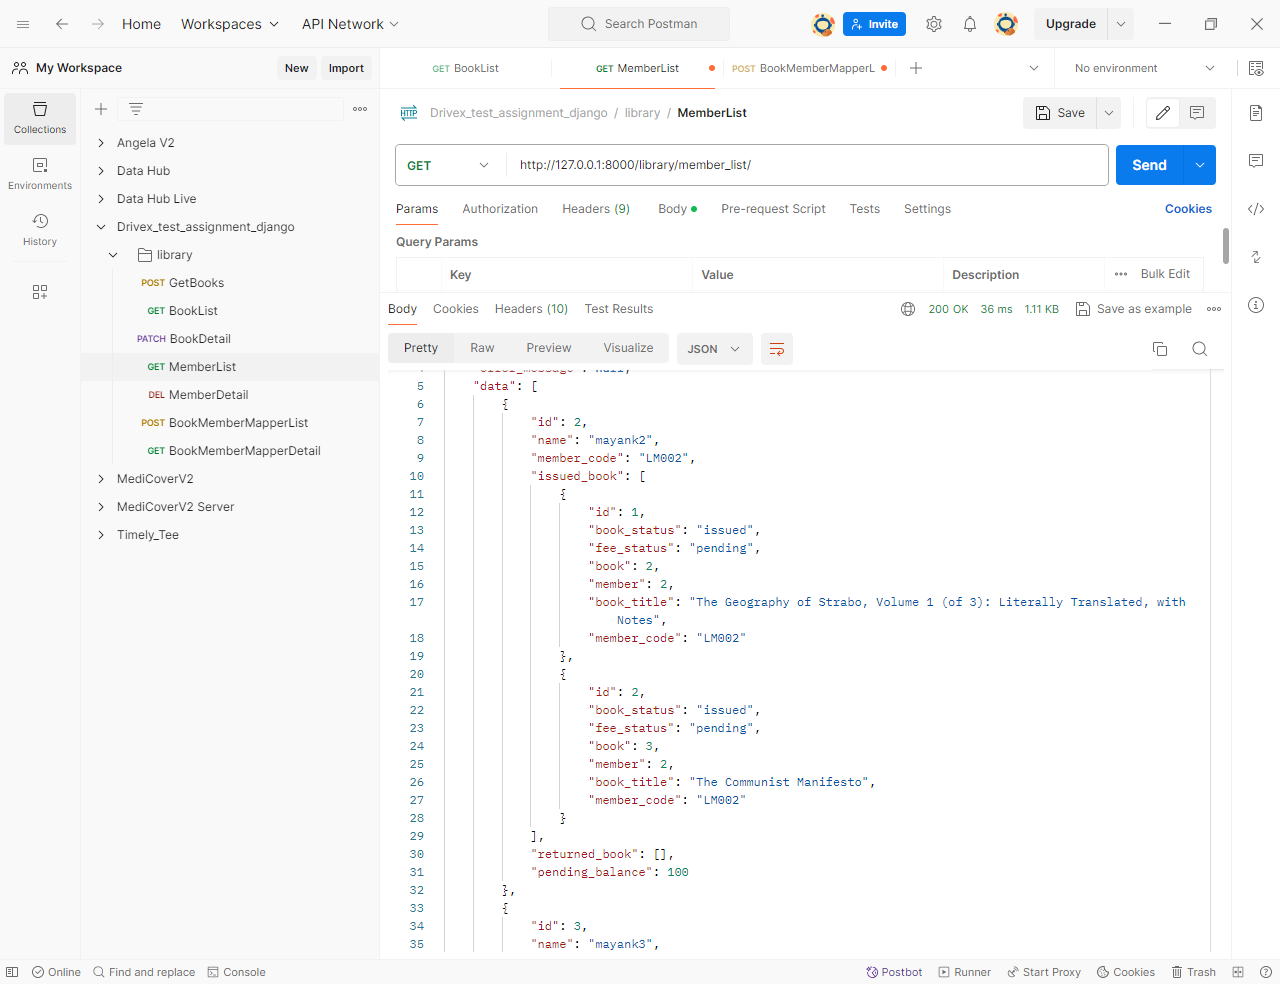 Home Workspaces API Network Search Postman Invite Upgrade
My Workspace New Import GET BookList GET MemberList POST BookMemberMapperL No environment
Collections
Environments
History
Angela V2
Data Hub
Data Hub Live
Drivex_test_assignment_django
library
POST GetBooks
GET BookList
PATCH BookDetail
GET MemberList
DEL MemberDetail
POST BookMemberMapperList
GET BookMemberMapperDetail
MediCoverV2
MediCoverV2 Server
Timely_Tee
HTTP Drivex_test_assignment_django / library / MemberList Save
GET http://127.0.0.1:8000/library/member_list/ Send
Params Authorization Headers (9) Body Pre-request Script Tests Settings Cookies
Query Params
Key Value Description Bulk Edit
Body Cookies Headers (10) Test Results 200 OK 36 ms 1.11 KB Save as example
Pretty Raw Preview Visualize JSON
5 "data": [
6 {
7 "id": 2,
8 "name": "mayank2",
9 "member_code": "LM002",
10 "issued_book": [
11 {
12 "id": 1,
13 "book_status": "issued",
14 "fee_status": "pending",
15 "book": 2,
16 "member": 2,
17 "book_title": "The Geography of Strabo, Volume 1 (of 3): Literally Translated, with
Notes",
18 "member_code": "LM002"
19 },
20 {
21 "id": 2,
22 "book_status": "issued",
23 "fee_status": "pending",
24 "book": 3,
25 "member": 2,
26 "book_title": "The Communist Manifesto",
27 "member_code": "LM002"
28 }
29 ],
30 "returned_book": [],
31 "pending_balance": 100
32 },
33 {
34 "id": 3,
35 "name": "mayank3",
Online Find and replace Console Postbot Runner Start Proxy Cookies Trash